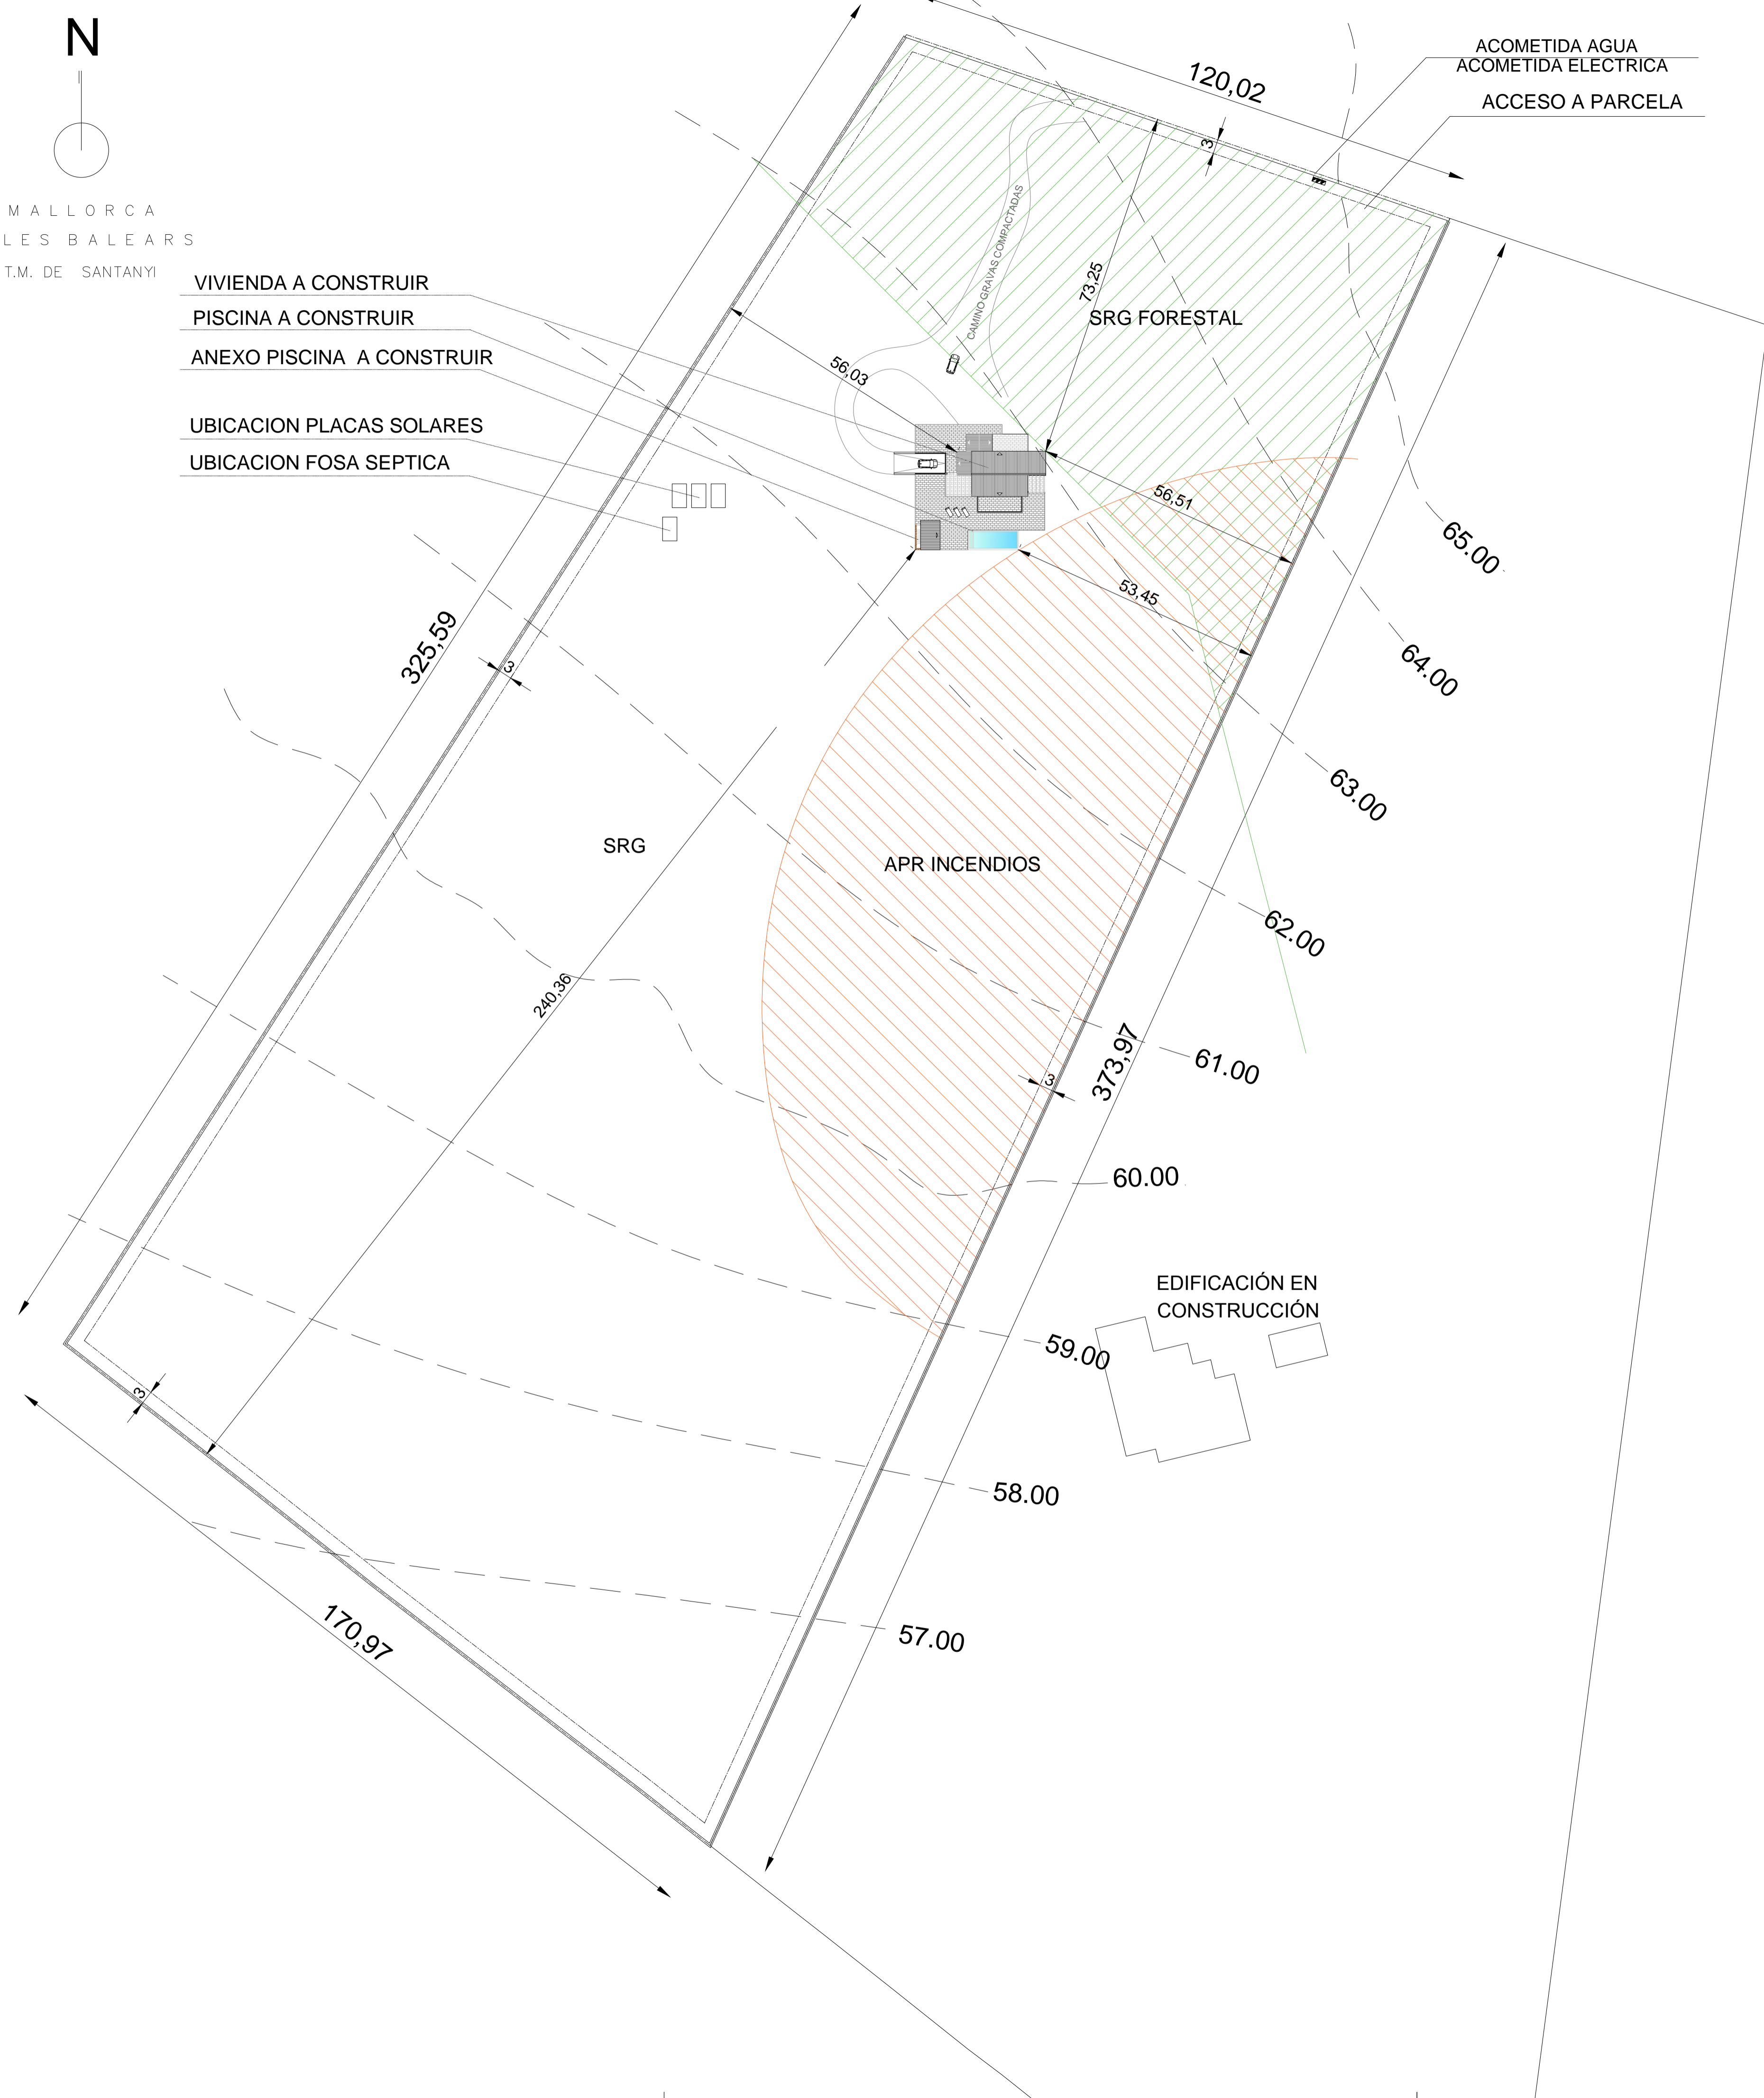 N
MALLORCA
LES BALEARS
T.M. DE SANTANYI
120,02
ACOMETIDA AGUA
ACOMETIDA ELECTRICA
ACCESO A PARCELA
3
VIVIENDA A CONSTRUIR
PISCINA A CONSTRUIR
ANEXO PISCINA A CONSTRUIR
UBICACION PLACAS SOLARES
UBICACION FOSA SEPTICA
CAMINO GRAVAS COMPACTADAS
73,25
SRG FORESTAL
56,03
56,51
53,45
65.00
64.00
325,59
3
63.00
SRG
APR INCENDIOS
62.00
240,36
61.00
373,97
3
60.00
EDIFICACIÓN EN
CONSTRUCCIÓN
59.00
3
58.00
170,97
57.00